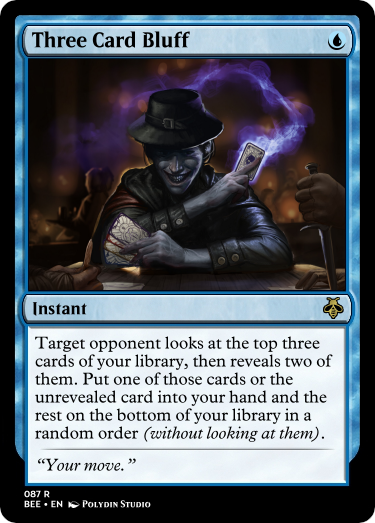 Three Card Bluff
Instant
Target opponent looks at the top three
cards of your library, then reveals two of
them. Put one of those cards or the
unrevealed card into your hand and the
rest on the bottom of your library in a
random order (without looking at them).
“Your move.”
087 R
BEE • EN Polydin Studio